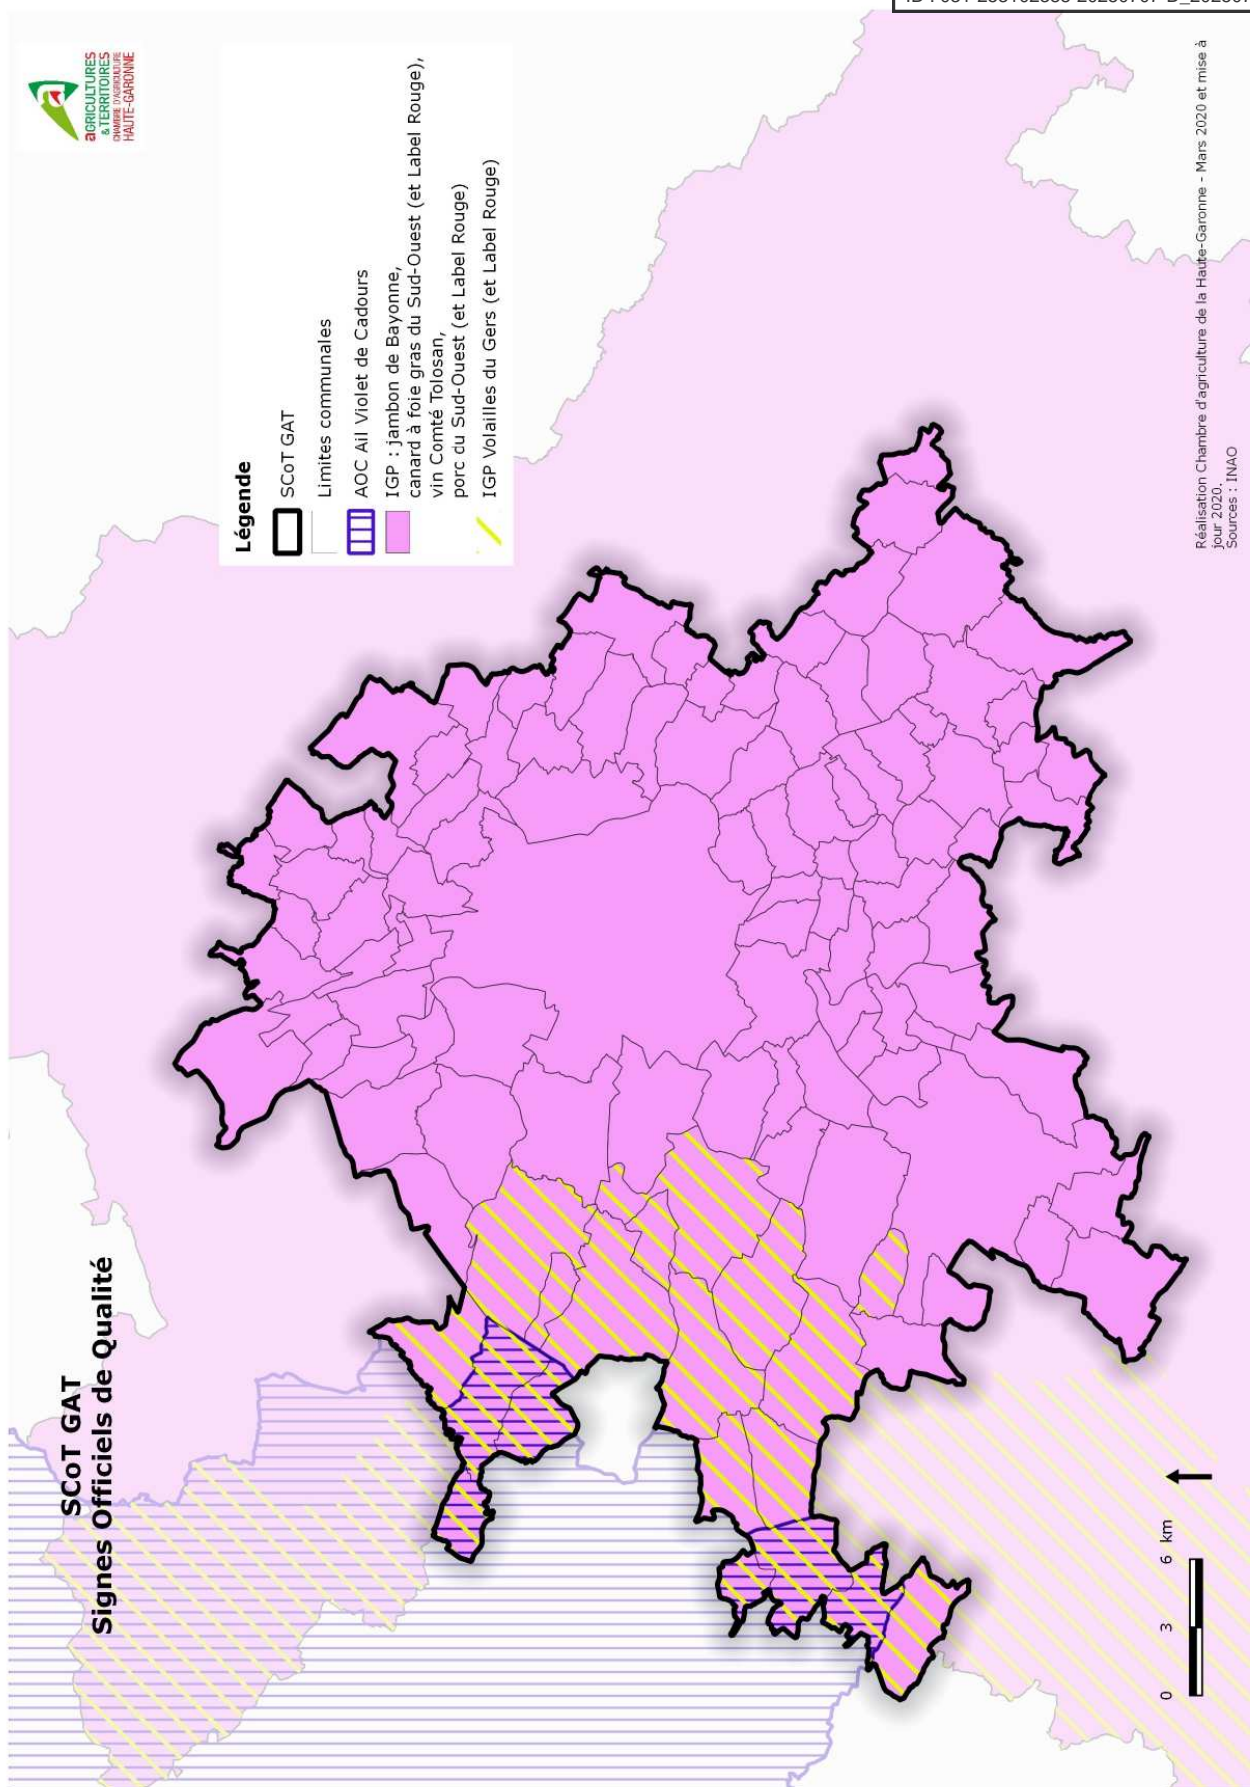 SCoT GAT
Signes Officiels de Qualité
aGRICULTURES
& TERRITOIRES
CHAMBRE D'AGRICULTURE
HAUTE-GARONNE
Légende
SCoT GAT
Limites communales
AOC Ail Violet de Cadours
IGP : jambon de Bayonne,
canard à foie gras du Sud-Ouest (et Label Rouge),
vin Comté Tolosan,
porc du Sud-Ouest (et Label Rouge)
IGP Volailles du Gers (et Label Rouge)
0 3 6 km
Réalisation Chambre d'agriculture de la Haute-Garonne - Mars 2020 et mise à
jour 2020.
Sources : INAO